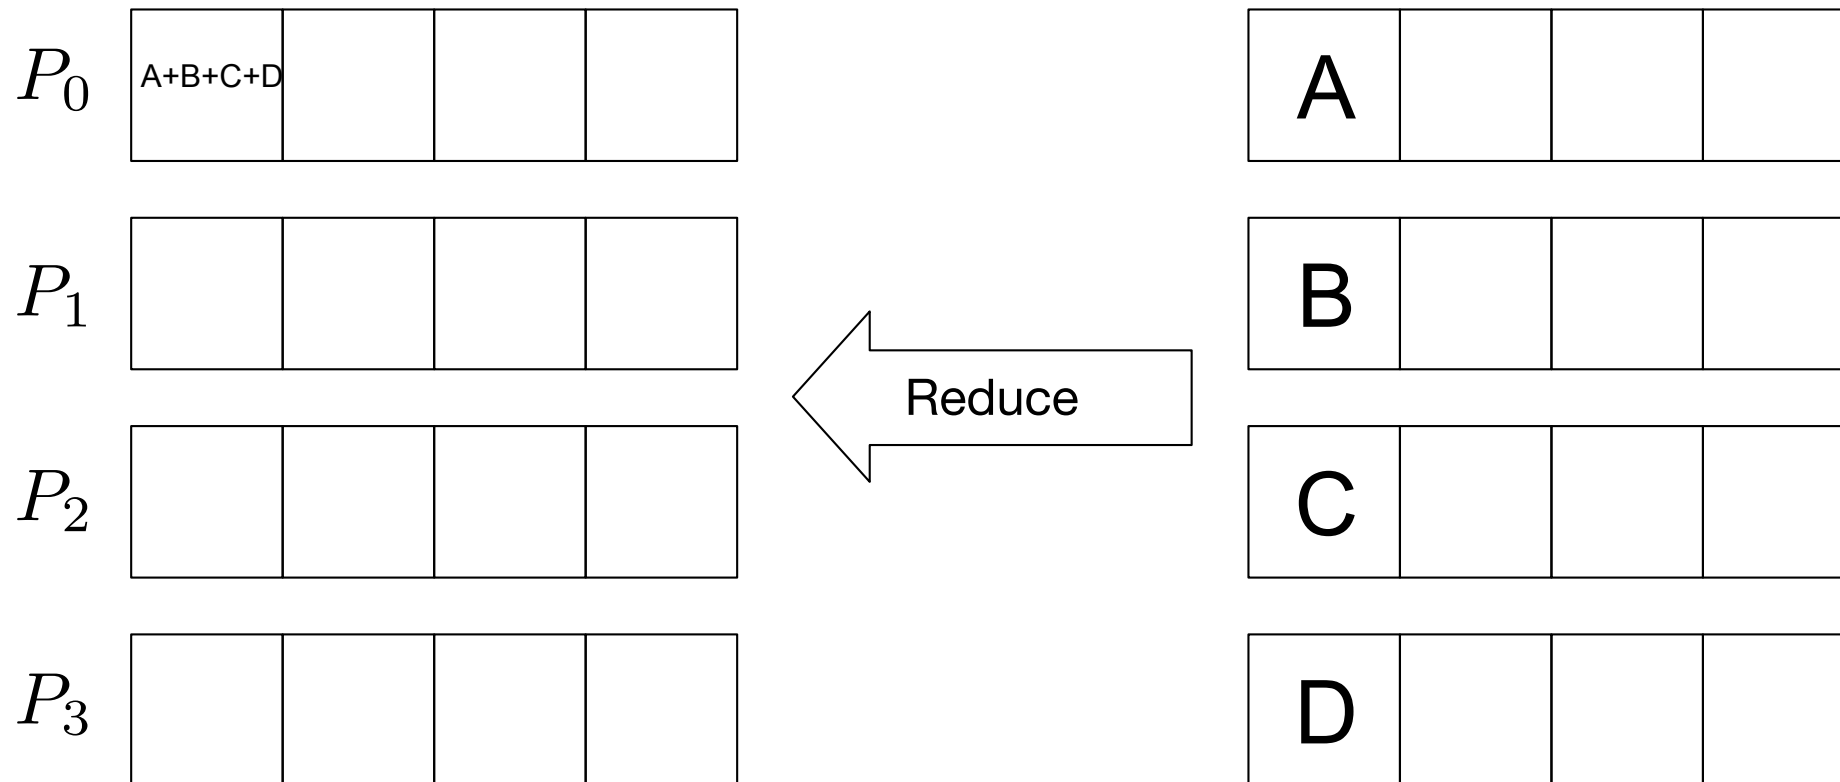 P₀ A+B+C+D A
P₁ B
Reduce
P₂ C
P₃ D